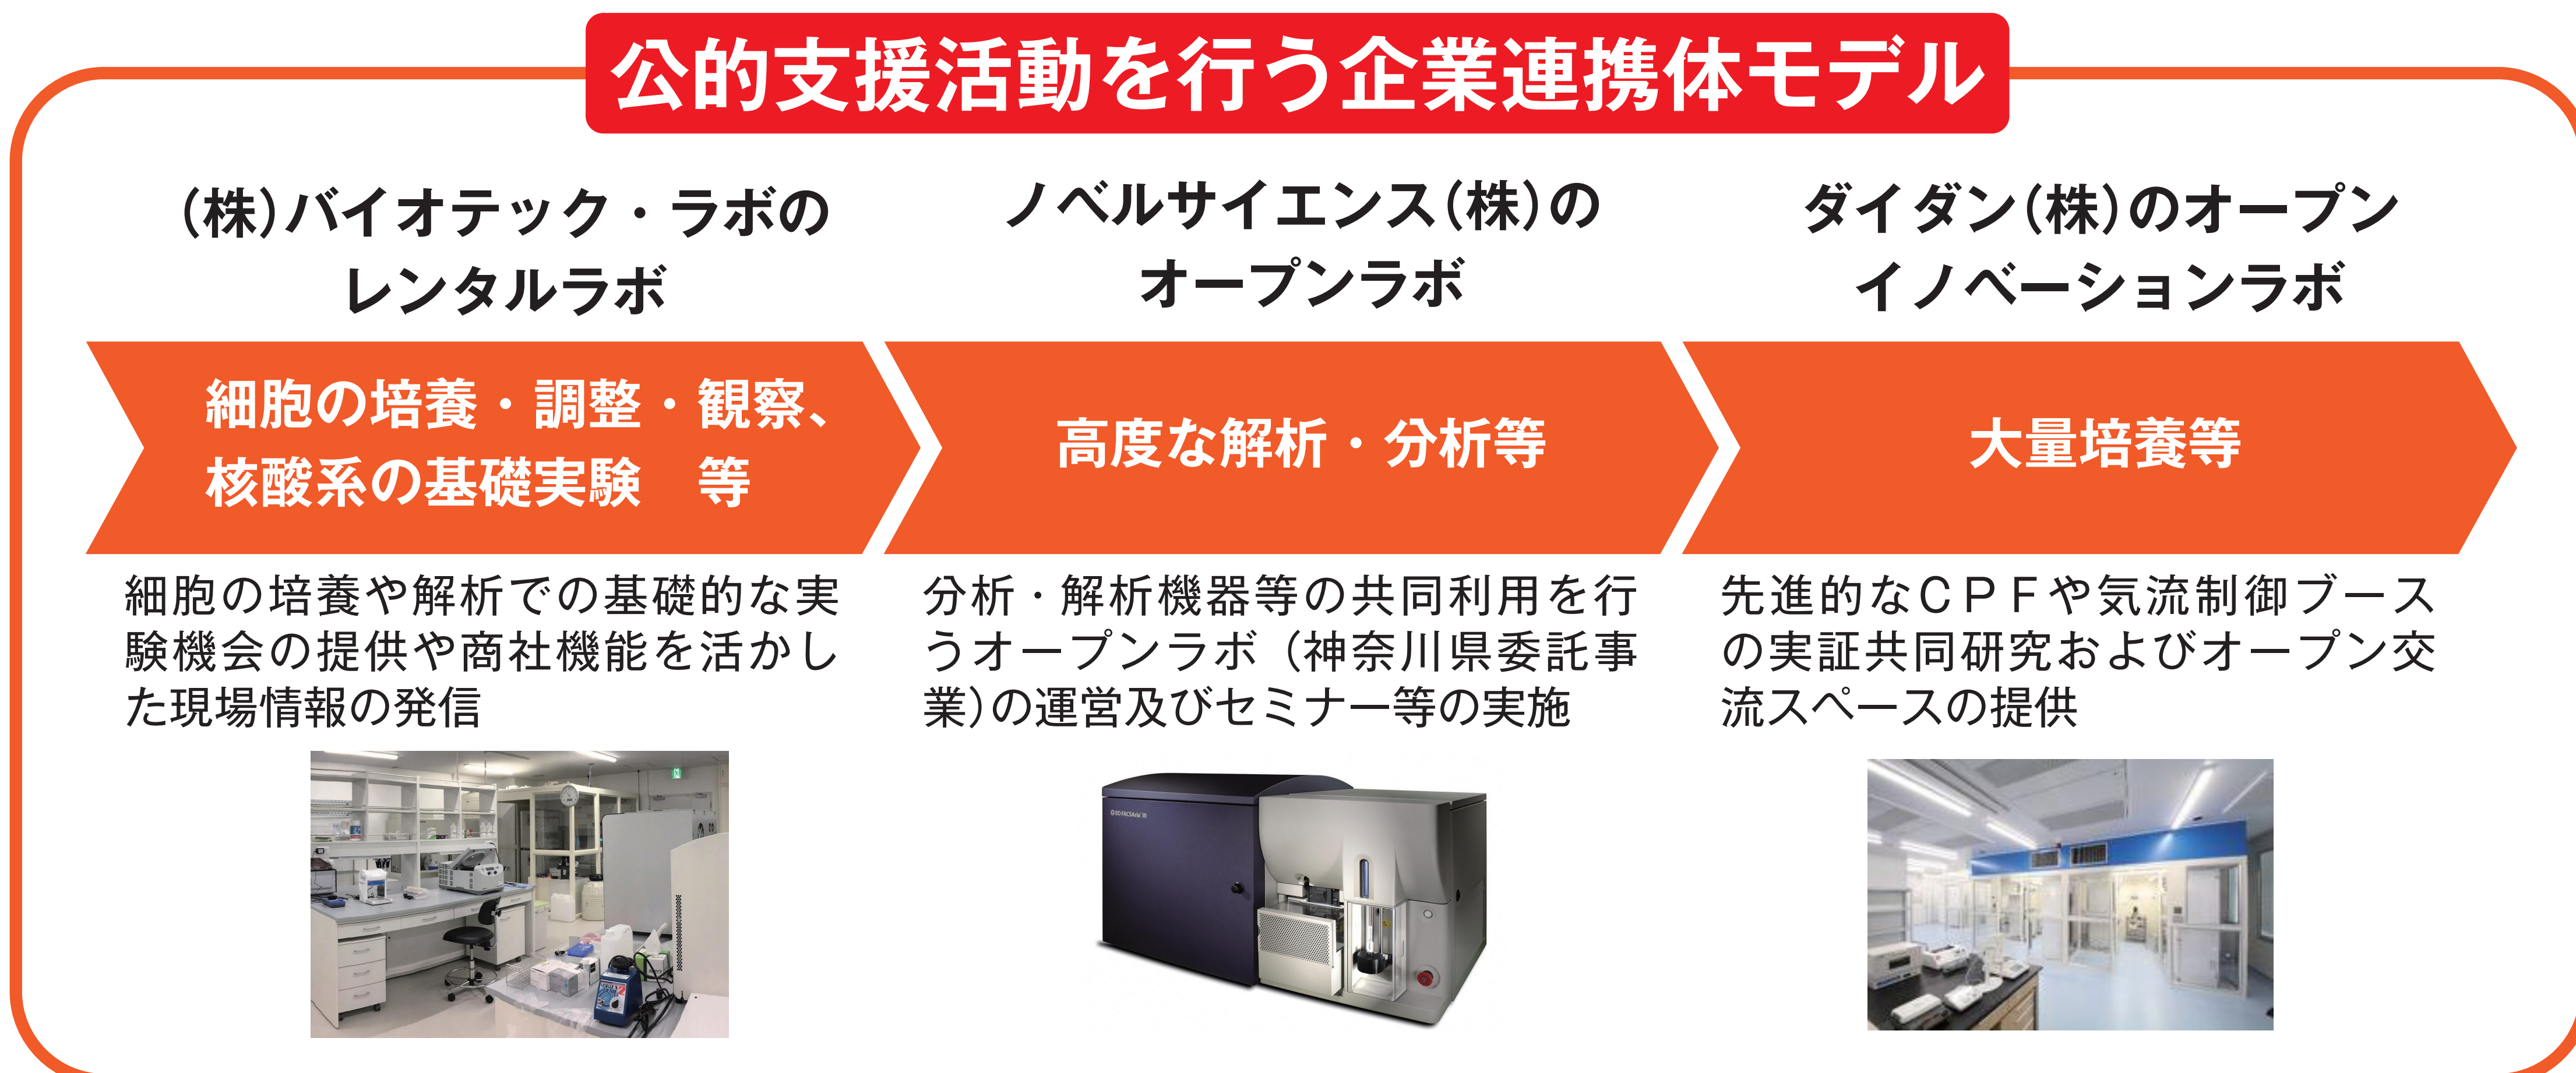 公的支援活動を行う企業連携体モデル
（株）バイオテック・ラボの
レンタルラボ
細胞の培養・調整・観察、
核酸系の基礎実験　等
細胞の培養や解析での基礎的な実
験機会の提供や商社機能を活かし
た現場情報の発信
ノベルサイエンス（株）の
オープンラボ
高度な解析・分析等
分析・解析機器等の共同利用を行
うオープンラボ（神奈川県委託事
業）の運営及びセミナー等の実施
BD FACSAria III
ダイダン（株）のオープン
イノベーションラボ
大量培養等
先進的なＣＰＦや気流制御ブース
の実証共同研究およびオープン交
流スペースの提供